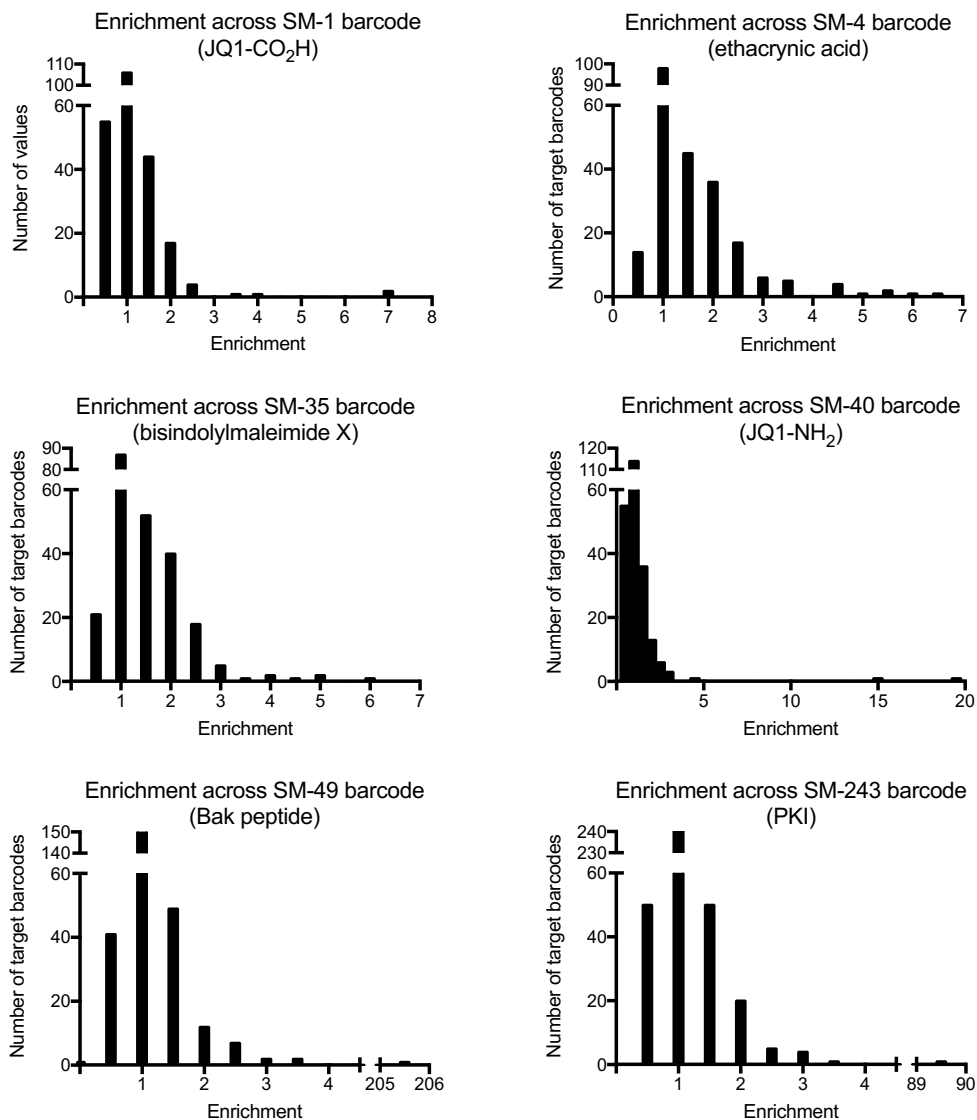 Enrichment across SM-1 barcode
(JQ1-CO2H)
Number of values
110
100
60
40
20
0
1 2 3 4 5 6 7 8
Enrichment
Enrichment across SM-4 barcode
(ethacrynic acid)
Number of target barcodes
100
90
60
40
20
0
0 1 2 3 4 5 6 7
Enrichment
Enrichment across SM-35 barcode
(bisindolylmaleimide X)
Number of target barcodes
90
80
60
40
20
0
1 2 3 4 5 6 7
Enrichment
Enrichment across SM-40 barcode
(JQ1-NH2)
Number of target barcodes
120
110
60
40
20
0
5 10 15 20
Enrichment
Enrichment across SM-49 barcode
(Bak peptide)
Number of target barcodes
150
140
60
40
20
0
1 2 3 4 205 206
Enrichment
Enrichment across SM-243 barcode
(PKI)
Number of target barcodes
240
230
60
40
20
0
1 2 3 4 89 90
Enrichment